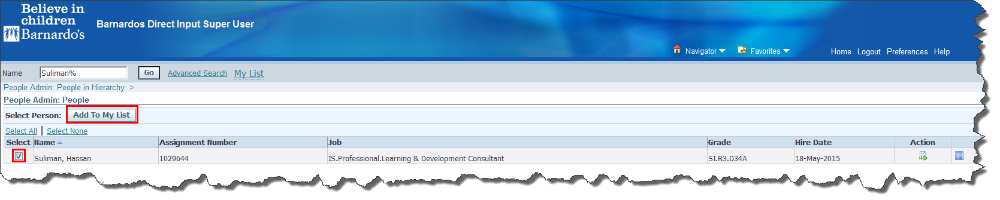 Believe in
children
Barnardo's
Barnardos Direct Input Super User
Navigator Favorites Home Logout Preferences Help
Name Suliman% Go Advanced Search My List
People Admin: People in Hierarchy >
People Admin: People
Select Person: Add To My List
Select All | Select None
Select Name Assignment Number Job Grade Hire Date Action
Suliman, Hassan 1029644 IS.Professional.Learning & Development Consultant SI.R3.D34A 18-May-2015